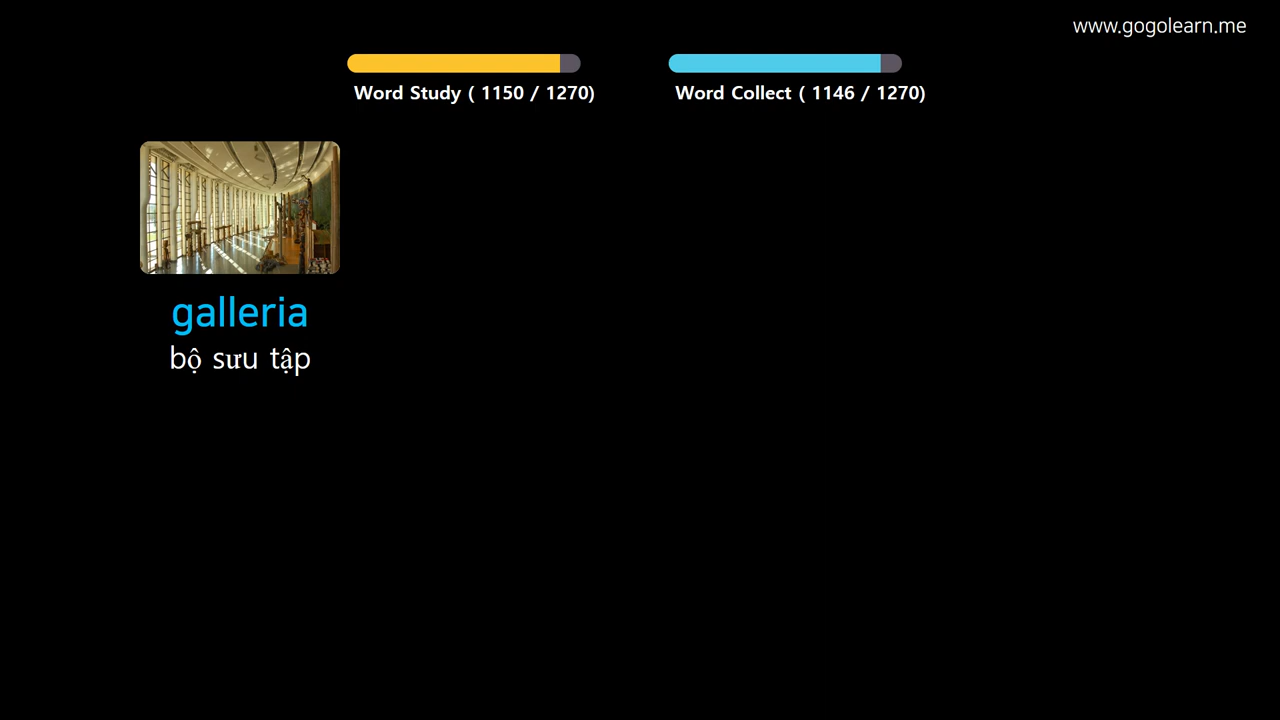 www.gogolearn.me
Word Study ( 1150 / 1270)
Word Collect ( 1146 / 1270)
galleria
bộ sưu tập